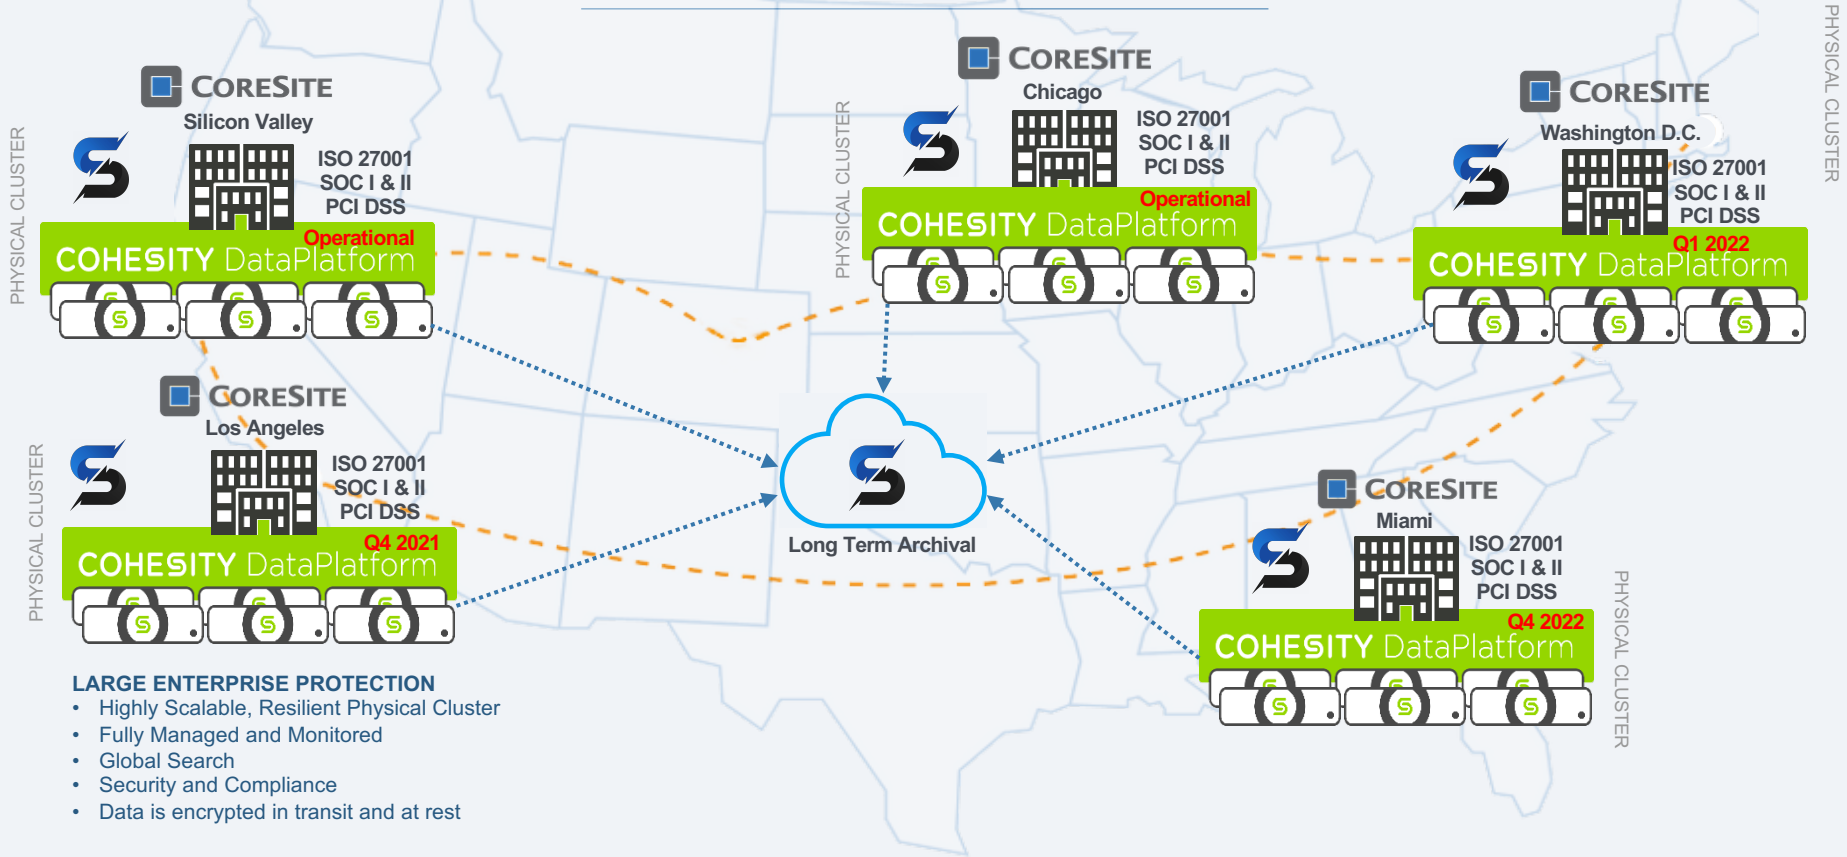 PHYSICAL CLUSTER
CORESITE
Silicon Valley
ISO 27001
SOC I & II
PCI DSS
Operational
COHESITY DataPlatform
PHYSICAL CLUSTER
CORESITE
Chicago
ISO 27001
SOC I & II
PCI DSS
Operational
COHESITY DataPlatform
PHYSICAL CLUSTER
CORESITE
Washington D.C.
ISO 27001
SOC I & II
PCI DSS
Q1 2022
COHESITY DataPlatform
PHYSICAL CLUSTER
CORESITE
Los Angeles
ISO 27001
SOC I & II
PCI DSS
Q4 2021
COHESITY DataPlatform
Long Term Archival
CORESITE
Miami
ISO 27001
SOC I & II
PCI DSS
Q4 2022
COHESITY DataPlatform
PHYSICAL CLUSTER
LARGE ENTERPRISE PROTECTION
• Highly Scalable, Resilient Physical Cluster
• Fully Managed and Monitored
• Global Search
• Security and Compliance
• Data is encrypted in transit and at rest